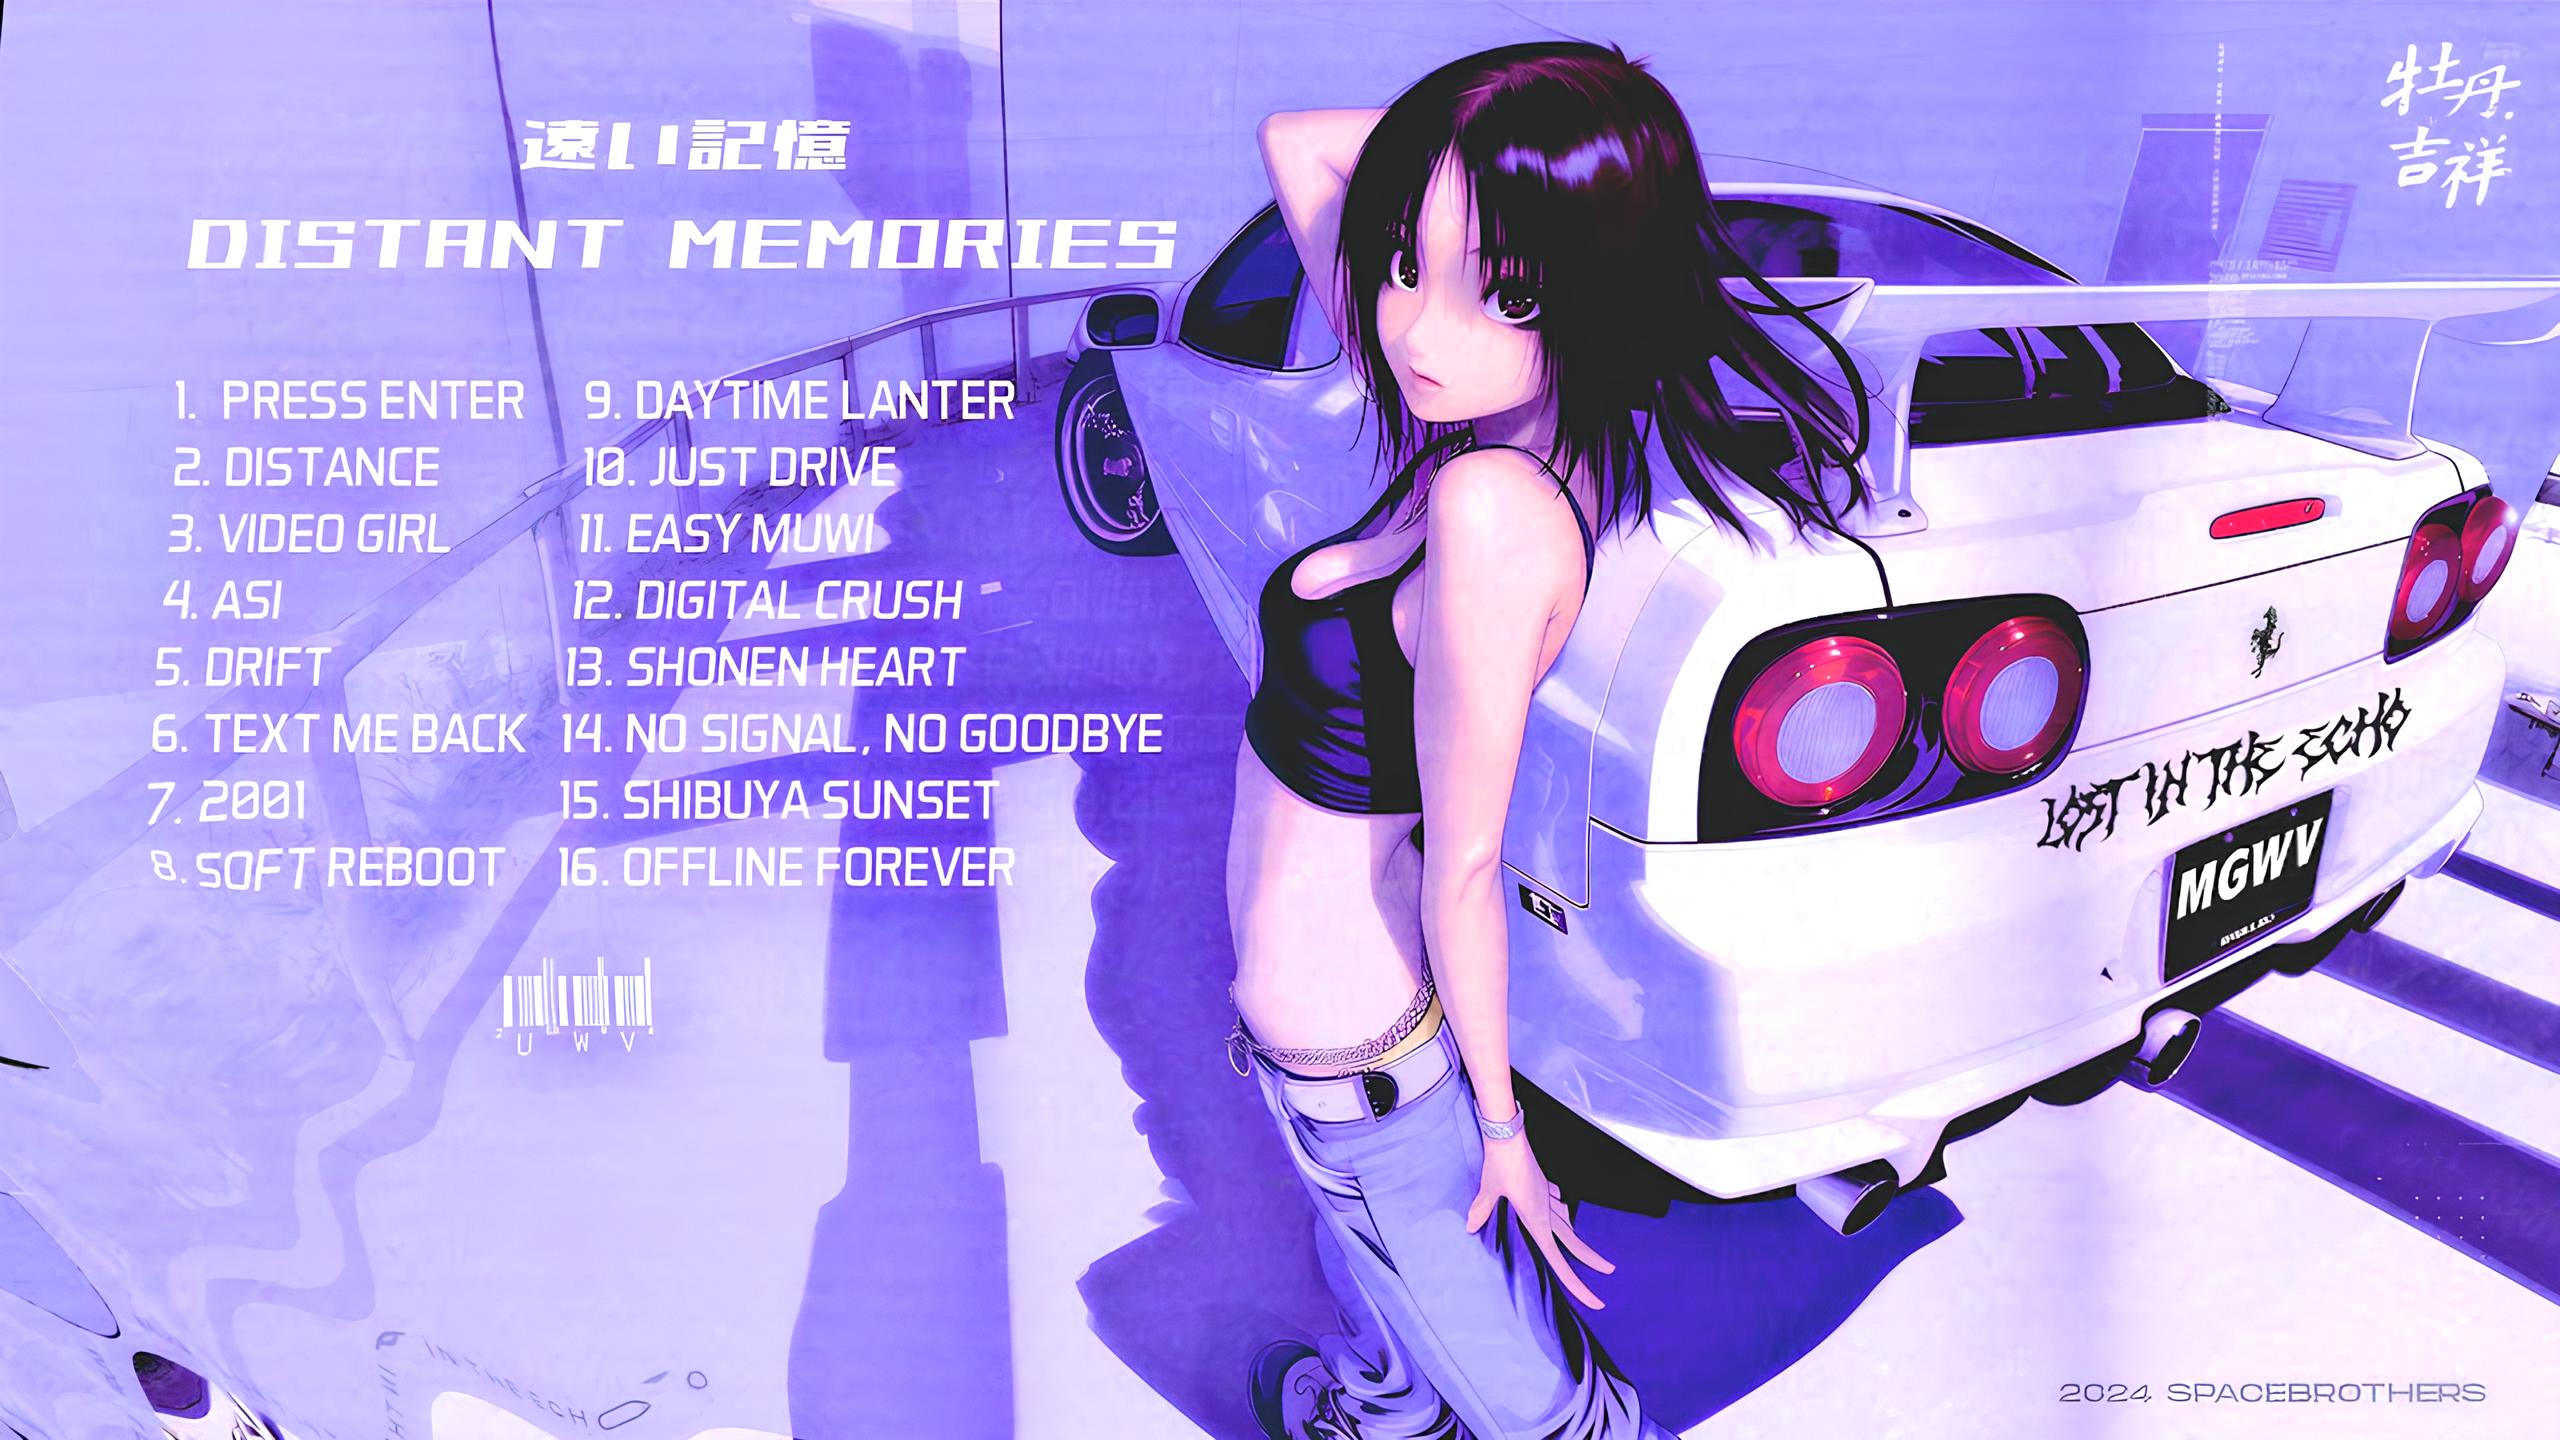 遠い記憶
DISTANT MEMORIES
1. PRESS ENTER
2. DISTANCE
3. VIDEO GIRL
4. ASI
5. DRIFT
6. TEXT ME BACK
7. 2001
8. SOFT REBOOT
9. DAYTIME LANTER
10. JUST DRIVE
11. EASY MUWI
12. DIGITAL CRUSH
13. SHONEN HEART
14. NO SIGNAL, NO GOODBYE
15. SHIBUYA SUNSET
16. OFFLINE FOREVER
U W V
牡丹
吉祥
LOST IN THE ECHO
MGWV
IN THE ECHO
2024 SPACEBROTHERS